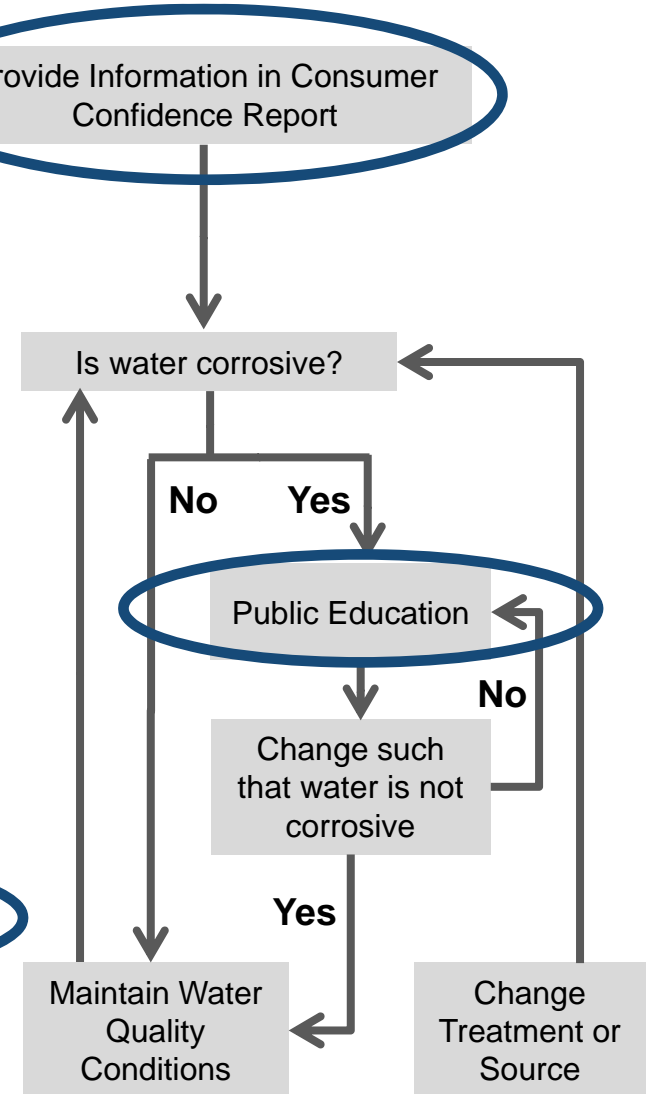 rovide Information in Consumer
Confidence Report
Is water corrosive?
No
Yes
Public Education
No
Change such
that water is not
corrosive
Yes
Maintain Water
Quality
Conditions
Change
Treatment or
Source